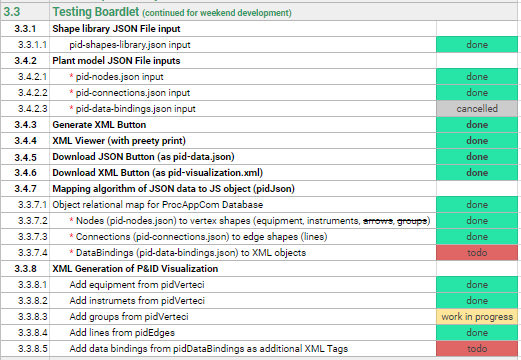 3.3 Testing Boardlet (continued for weekend development)
3.3.1 Shape library JSON File input
3.3.1.1 pid-shapes-library.json input done
3.4.2 Plant model JSON File inputs
3.4.2.1 * pid-nodes.json input done
3.4.2.2 * pid-connections.json input done
3.4.2.3 * pid-data-bindings.json input cancelled
3.4.3 Generate XML Button done
3.4.4 XML Viewer (with preety print) done
3.4.5 Download JSON Button (as pid-data.json) done
3.4.6 Download XML Button (as pid-visualization.xml) done
3.4.7 Mapping algorithm of JSON data to JS object (pidJson)
3.3.7.1 Object relational map for ProcAppCom Database done
3.3.7.2 * Nodes (pid-nodes.json) to vertex shapes (equipment, instruments, arrows, groups) done
3.3.7.3 * Connections (pid-connections.json) to edge shapes (lines) done
3.3.7.4 * DataBindings (pid-data-bindings.json) to XML objects todo
3.3.8 XML Generation of P&ID Visualization
3.3.8.1 Add equipment from pidVerteci done
3.3.8.2 Add instrumets from pidVerteci done
3.3.8.3 Add groups from pidVerteci work in progress
3.3.8.4 Add lines from pidEdges done
3.3.8.5 Add data bindings from pidDataBindings as additional XML Tags todo